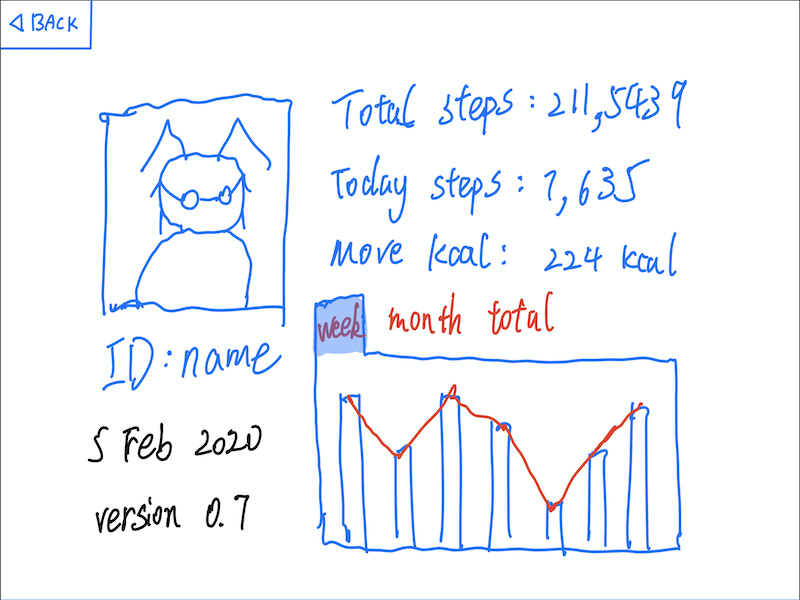 BACK
Total steps: 211,5439
Today steps: 7,635
Move kcal: 224 kcal
week month total
ID: name
5 Feb 2020
version 0.7